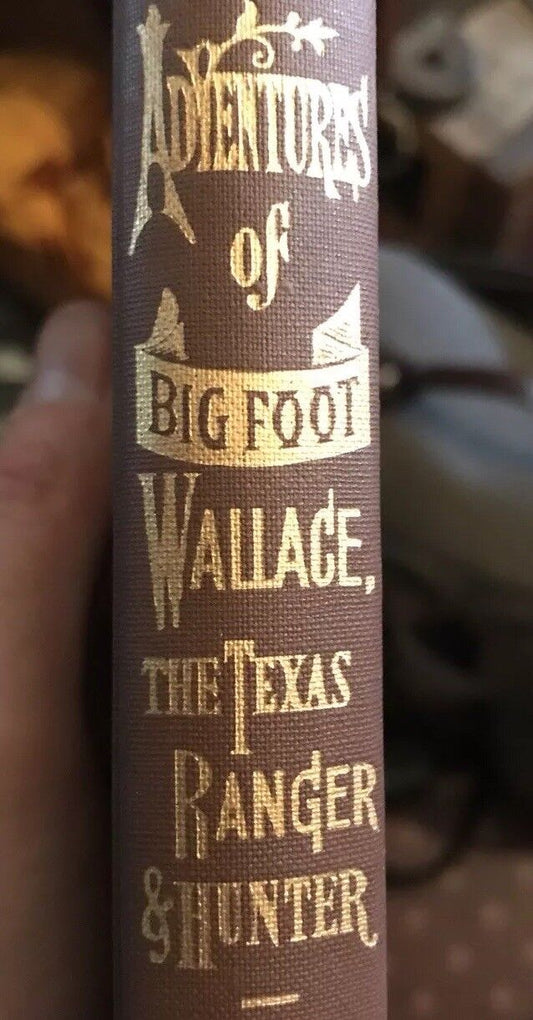 ADVENTURES
OF
BIG FOOT
WALLACE,
THE TEXAS
RANGER
& HUNTER